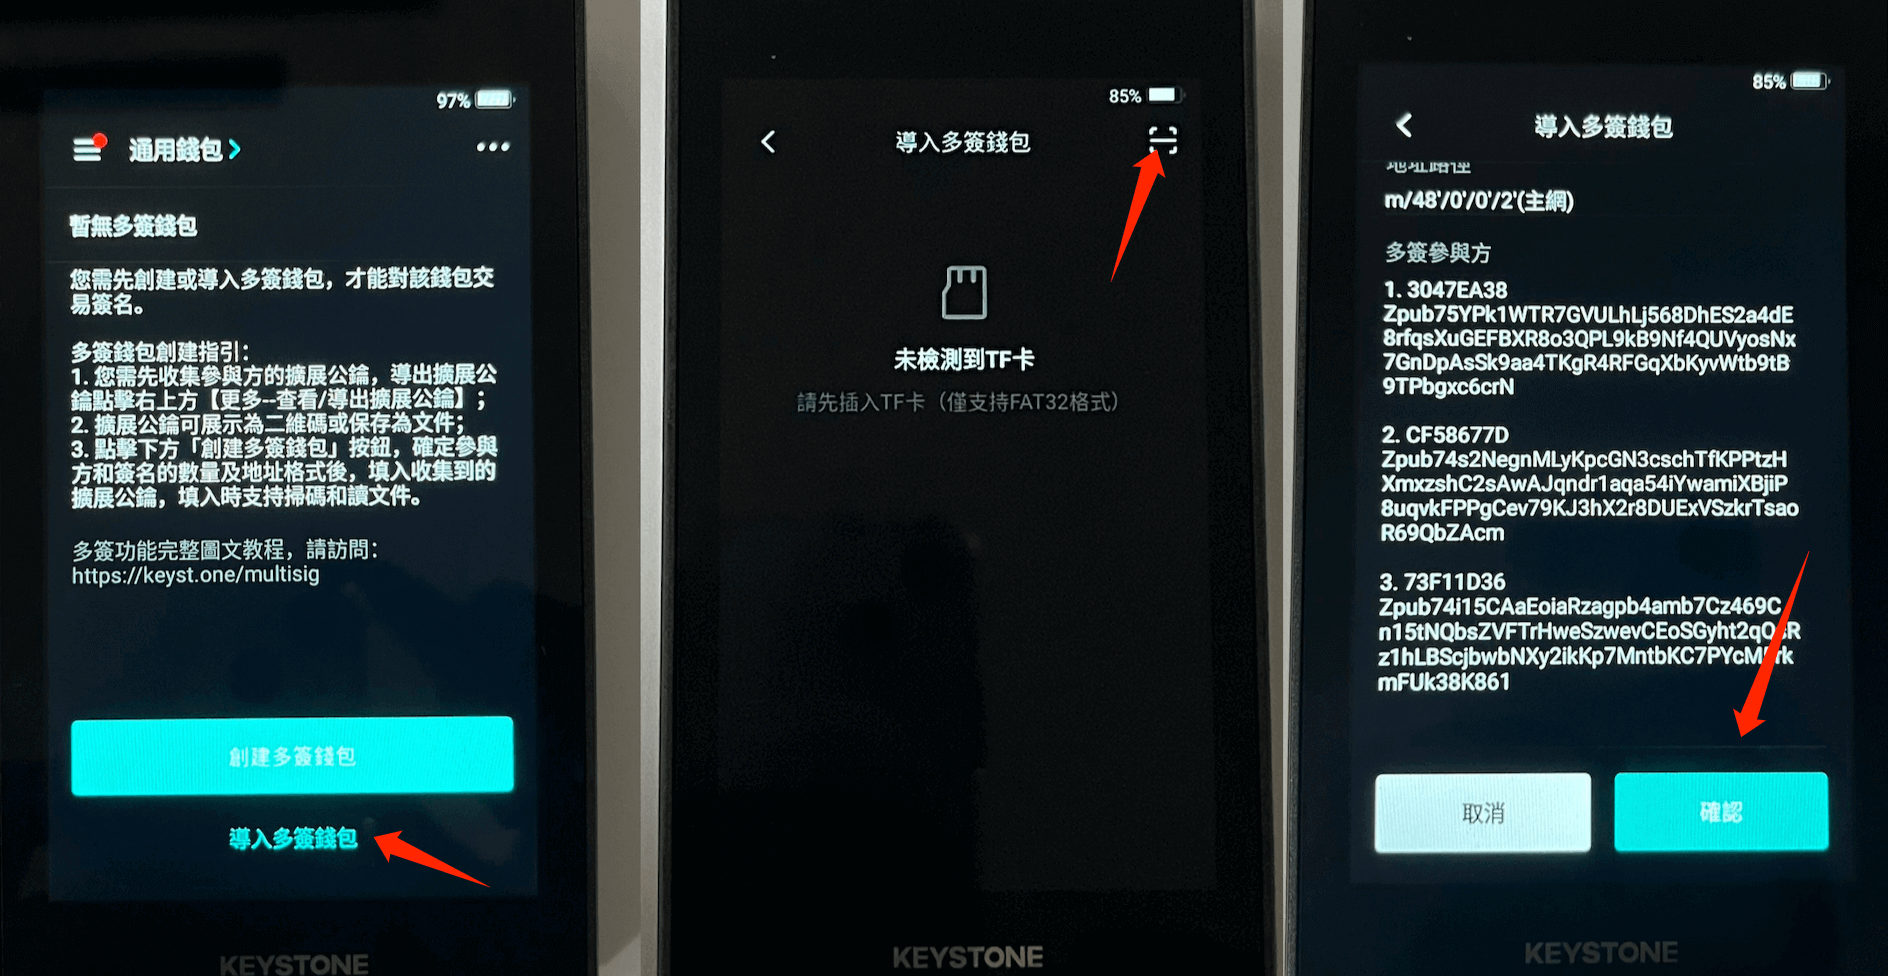 97%
通用錢包
暫無多簽錢包
您需先創建或導入多簽錢包，才能對該錢包交
易簽名。
多簽錢包創建指引：
1. 您需先收集參與方的擴展公鑰，導出擴展公
鑰點擊右上方【更多--查看/導出擴展公鑰】；
2. 擴展公鑰可展示為二維碼或保存為文件；
3. 點擊下方「創建多簽錢包」按鈕，確定參與
方和簽名的數量及地址格式後，填入收集到的
擴展公鑰，填入時支持掃碼和讀文件。
多簽功能完整圖文教程，請訪問：
https://keyst.one/multisig
創建多簽錢包
導入多簽錢包
KEYSTONE
85%
導入多簽錢包
未檢測到TF卡
請先插入TF卡（僅支持FAT32格式）
KEYSTONE
85%
導入多簽錢包
地址路徑
m/48'/0'/0'/2'(主網)
多簽參與方
1. 3047EA38
Zpub75YPk1WTR7GVULhLj568DhES2a4dE
8rfqsXuGEFBXR8o3QPL9kB9Nf4QUVyosNx
7GnDpAsSk9aa4TKgR4RFGqXbKyvWtb9tB
9TPbgxc6crN
2. CF58677D
Zpub74s2NegnMLyKpcGN3cschTfKPPtzH
XmxzshC2sAwAJqndr1aqa54iYwamiXBjiP
8uqvkFPPgCev79KJ3hX2r8DUExVSzkrTsao
R69QbZAcm
3. 73F11D36
Zpub74i15CAaEoiaRzagpb4amb7Cz469C
mFUk38K861
取消
確認
KEYSTONE